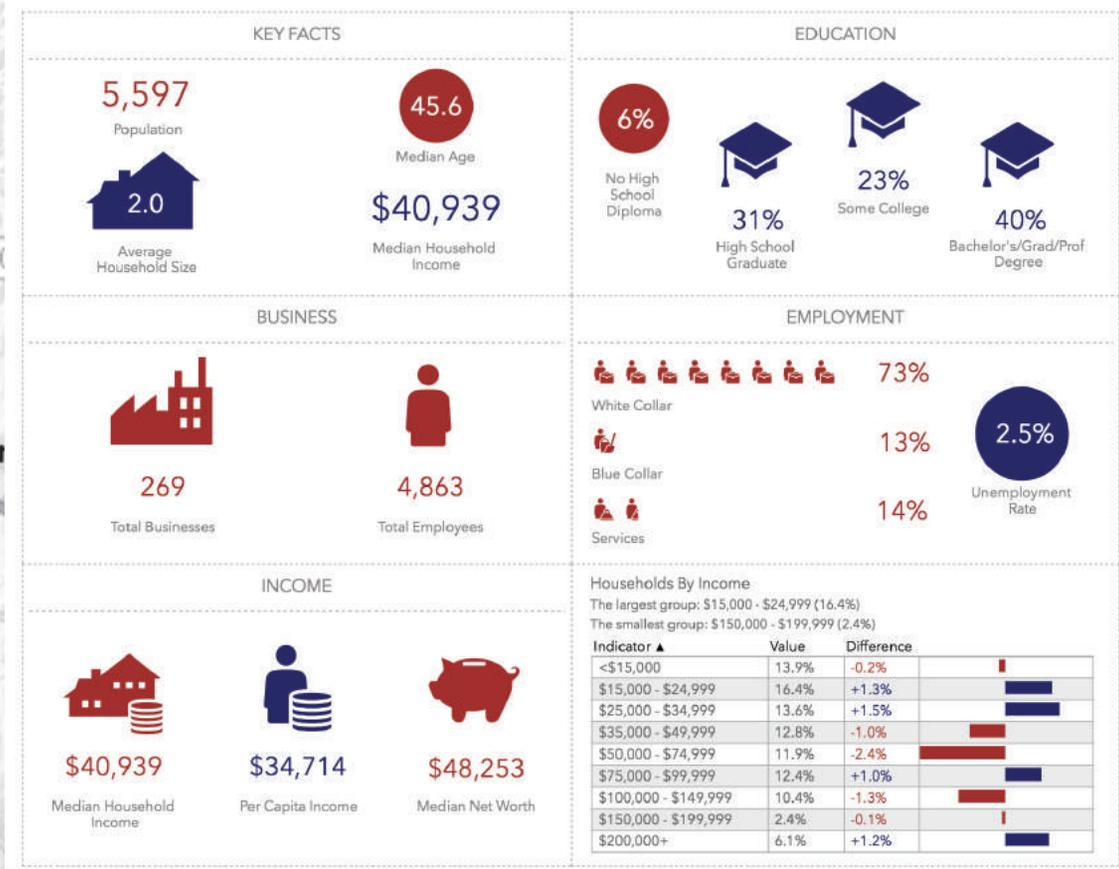 KEY FACTS
5,597
Population
45.6
Median Age
2.0
Average
Household Size
$40,939
Median Household
Income
EDUCATION
6%
No High
School
Diploma
31%
High School
Graduate
23%
Some College
40%
Bachelor's/Grad/Prof
Degree
BUSINESS
269
Total Businesses
4,863
Total Employees
EMPLOYMENT
73%
White Collar
13%
Blue Collar
14%
Services
2.5%
Unemployment
Rate
INCOME
$40,939
Median Household
Income
$34,714
Per Capita Income
$48,253
Median Net Worth
Households By Income
The largest group: $15,000 - $24,999 (16.4%)
The smallest group: $150,000 - $199,999 (2.4%)
Indicator ▲ Value Difference
<$15,000 13.9% -0.2%
$15,000 - $24,999 16.4% +1.3%
$25,000 - $34,999 13.6% +1.5%
$35,000 - $49,999 12.8% -1.0%
$50,000 - $74,999 11.9% -2.4%
$75,000 - $99,999 12.4% +1.0%
$100,000 - $149,999 10.4% -1.3%
$150,000 - $199,999 2.4% -0.1%
$200,000+ 6.1% +1.2%